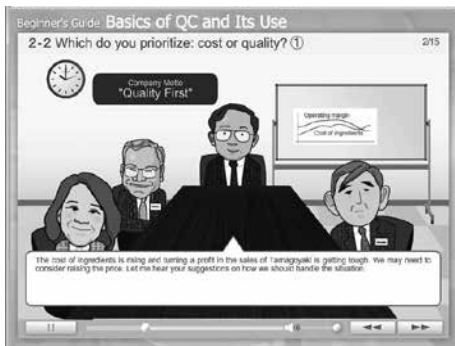 Beginner's Guide Basics of QC and Its Use
2-2 Which do you prioritize: cost or quality? ①
2/15
Company Motto
"Quality First"
Operating margin
Cost of ingredients
The cost of ingredients is rising and turning a profit in the sales of Tamagoyaki is getting tough. We may need to
consider raising the price. Let me hear your suggestions on how we should handle the situation.